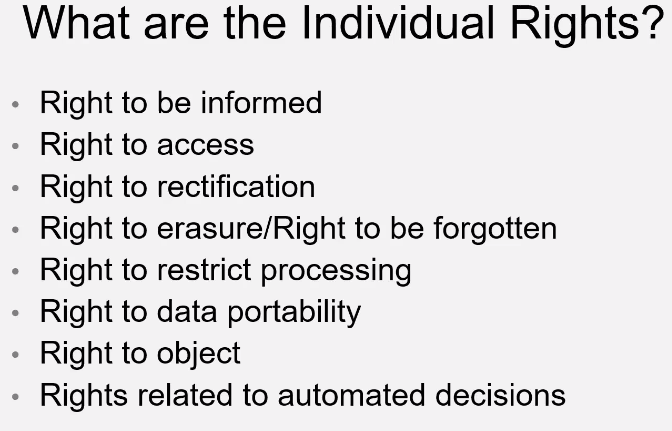 What are the Individual Rights?
• Right to be informed
• Right to access
• Right to rectification
• Right to erasure/Right to be forgotten
• Right to restrict processing
• Right to data portability
• Right to object
• Rights related to automated decisions